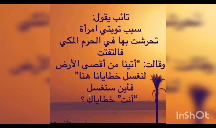 تائب يقول:
سبب توبتي امرأة
تحرشت بها في الحرم المكي
فالتفتت
وقالت: "أتينا من أقصى الأرض
لنغسل خطايانا هنا"
فأين ستغسل
"أنت" خطاياك ؟
KiraShot